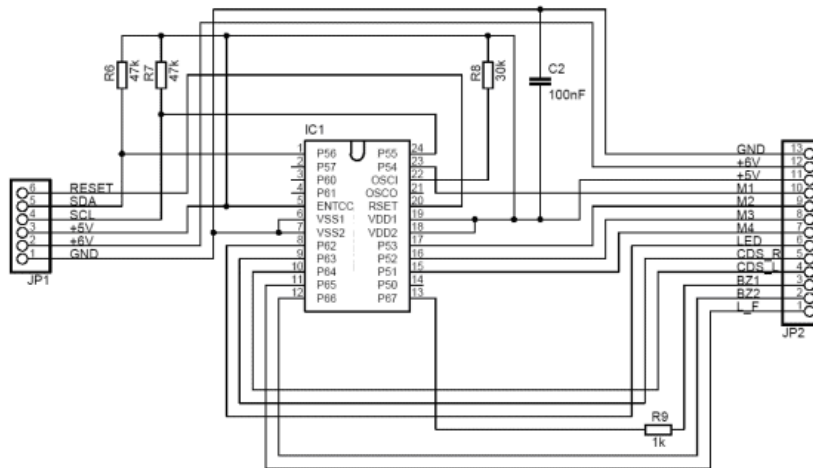 R6 47k
R7 47k
R8 30k
C2
100nF
IC1
1 P56 P55 24
2 P57 P54 23
3 P60 OSCI 22
4 P61 OSCO 21
5 ENTCC RSET 20
6 VSS1 VDD1 19
7 VSS2 VDD2 18
8 P62 P53 17
9 P63 P52 16
10 P64 P51 15
11 P65 P50 14
12 P66 P67 13
6 RESET
5 SDA
4 SCL
3 +5V
2 +6V
1 GND
JP1
GND 13
+6V 12
+5V 11
M1 10
M2 9
M3 8
M4 7
LED 6
CDS_R 5
CDS_L 4
BZ1 3
BZ2 2
L_F 1
JP2
R9
1k